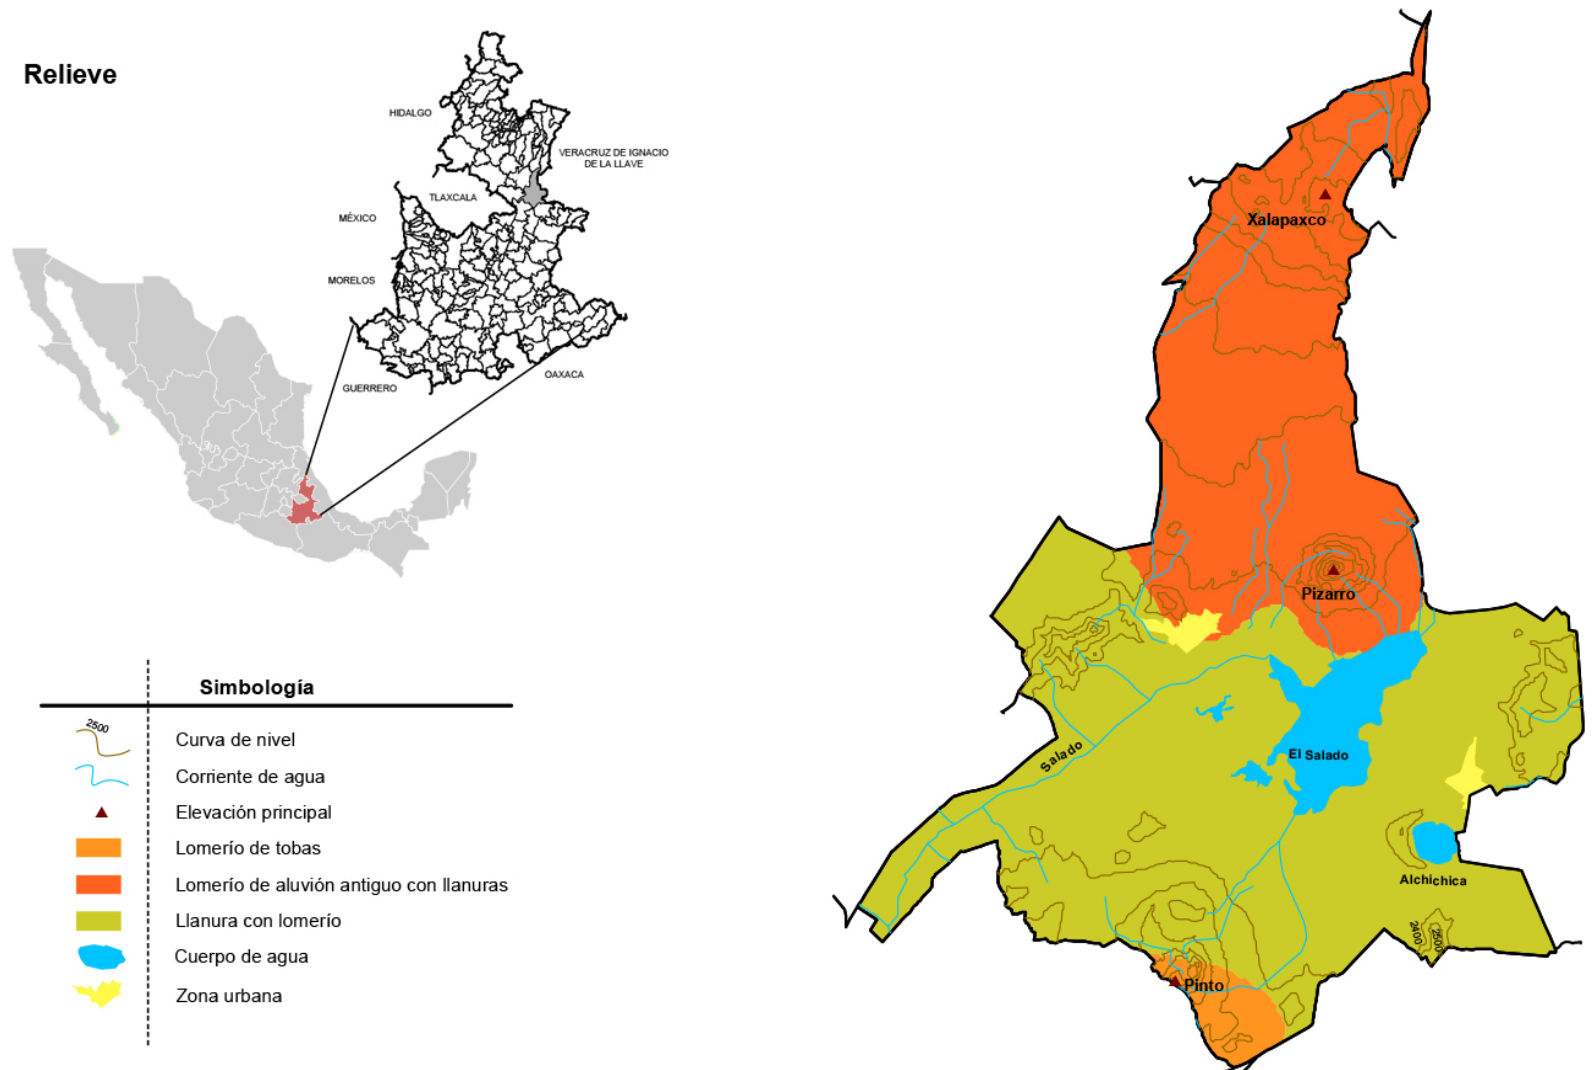 Relieve
HIDALGO
VERACRUZ DE IGNACIO
DE LA LLAVE
TLAXCALA
MÉXICO
MORELOS
GUERRERO
OAXACA
Simbología
2500
Curva de nivel
Corriente de agua
Elevación principal
Lomerío de tobas
Lomerío de aluvión antiguo con llanuras
Llanura con lomerío
Cuerpo de agua
Zona urbana
Xalapaxco
Pizarro
Salado
El Salado
Alchichica
2400
2500
Pinto